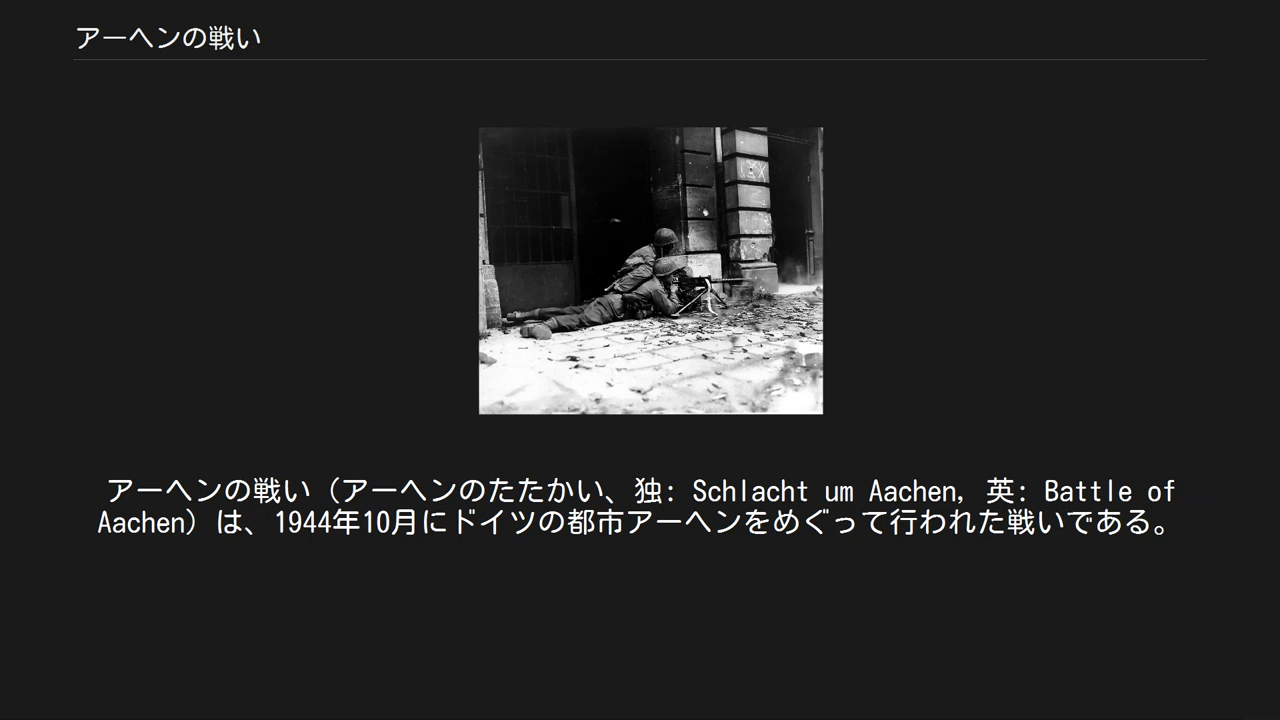 アーヘンの戦い
アーヘンの戦い（アーヘンのたたかい、独: Schlacht um Aachen, 英: Battle of
Aachen）は、1944年10月にドイツの都市アーヘンをめぐって行われた戦いである。